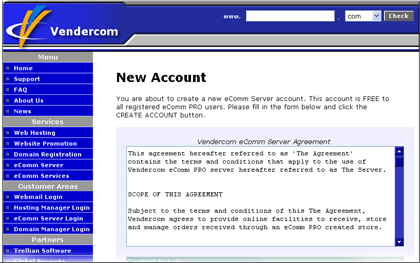 Vendercom
www.
.
com
Check
Menu
Home
Support
FAQ
About Us
News
Services
Web Hosting
Website Promotion
Domain Registration
eComm Server
eComm Services
Customer Areas
Webmail Login
Hosting Manager Login
eComm Server Login
Domain Manager Login
Partners
Trellian Software
Global Promote
New Account
You are about to create a new eComm Server account. This account is FREE to
all registered eComm PRO users. Please fill in the form below and click the
CREATE ACCOUNT button.
Vendercom eComm Server Agreement
This agreement hereafter referred to as 'The Agreement'
contains the terms and conditions that apply to the use of
Vendercom eComm PRO server hereafter referred to as The Server.
SCOPE OF THIS AGREEMENT
Subject to the terms and conditions of this The Agreement,
Vendercom agrees to provide online facilities to receive, store
and manage orders received through an eComm PRO created store.